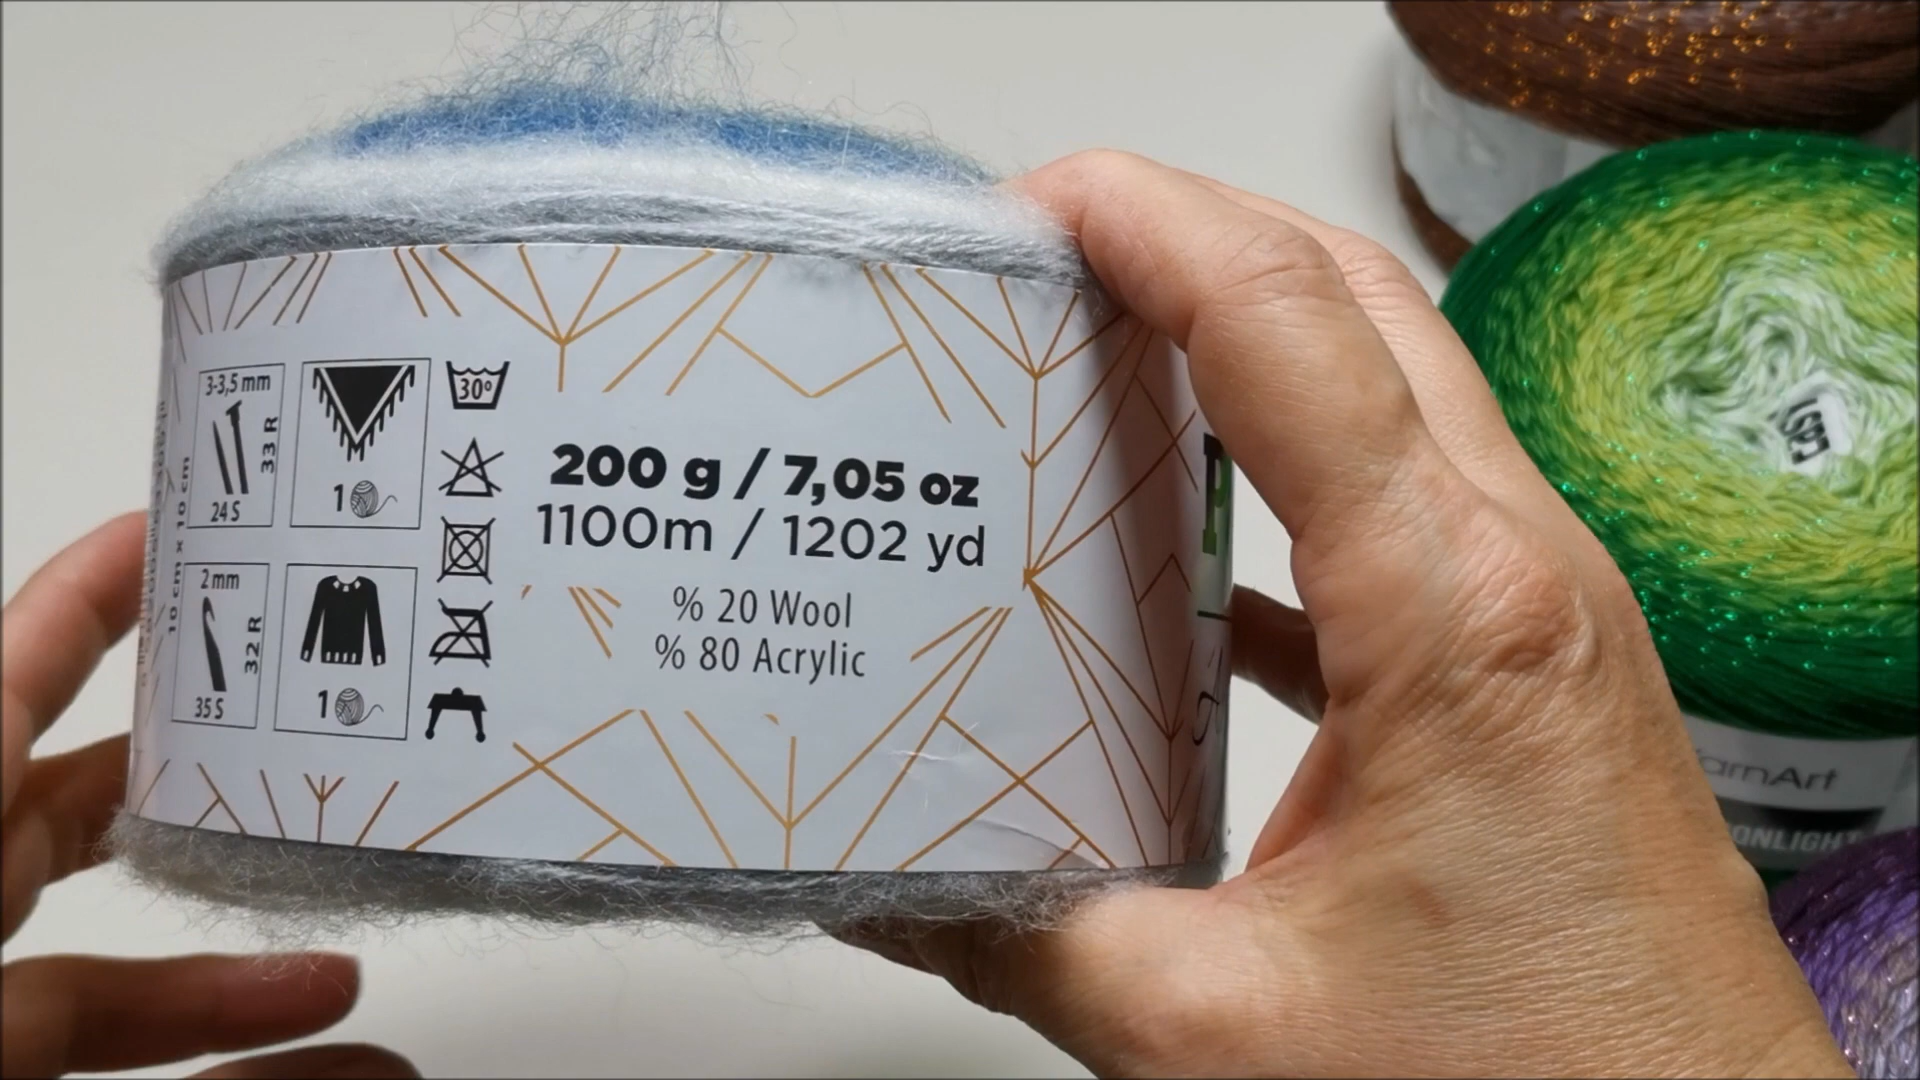 3-3,5 mm
33 R
24 S
10 cm x 10 cm
2 mm
32 R
35 S
1
1
30°
200 g / 7,05 oz
1100m / 1202 yd
% 20 Wool
% 80 Acrylic
P
YarnArt